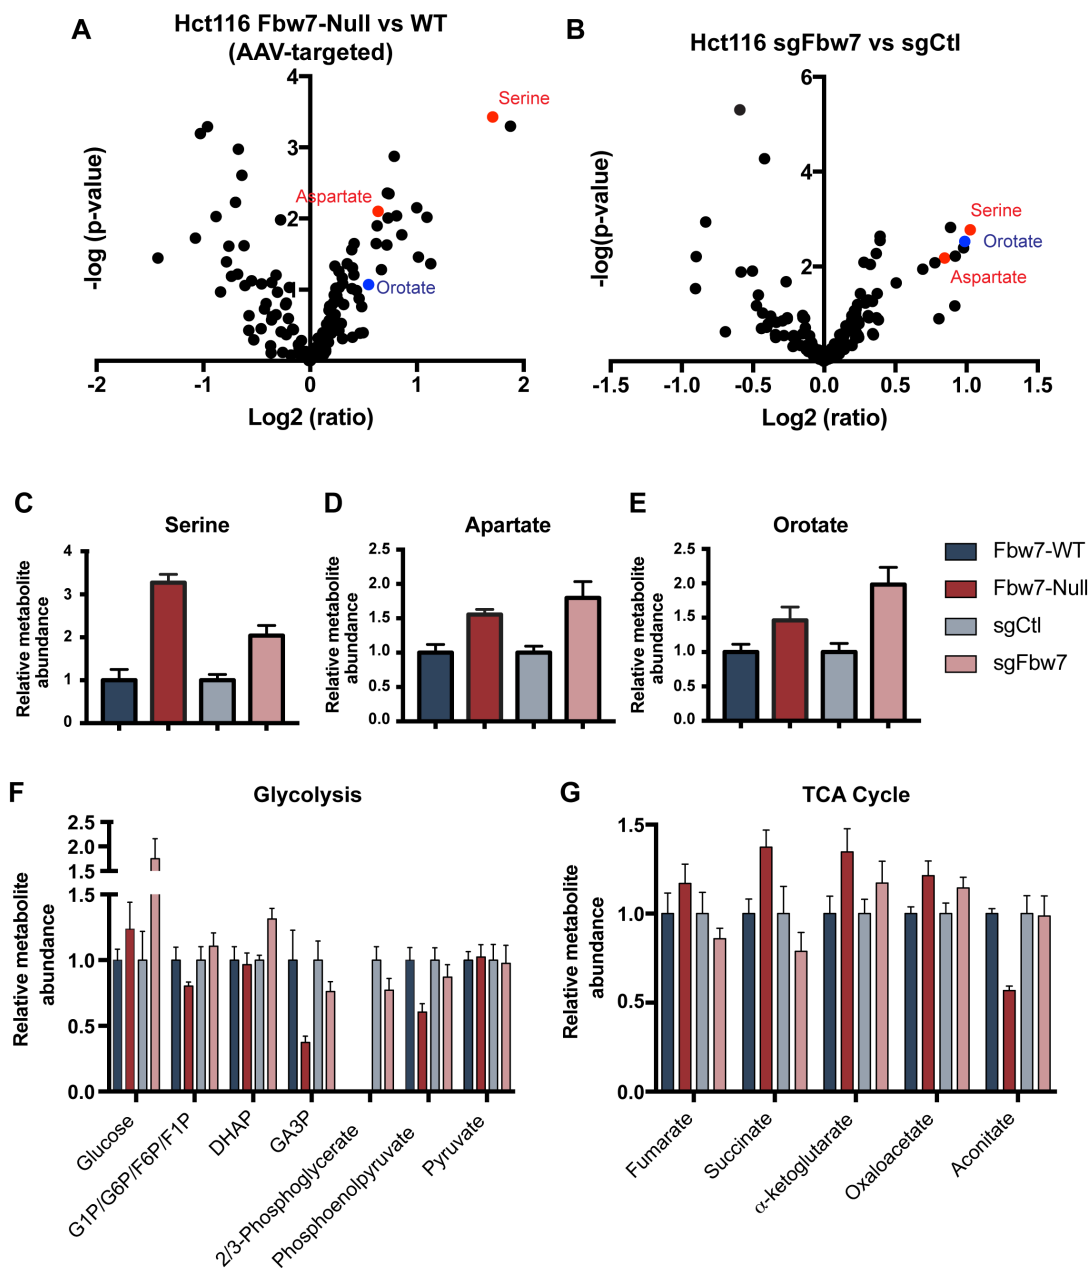 A
Hct116 Fbw7-Null vs WT
(AAV-targeted)
-log (p-value)
4
3
2
Serine
Aspartate
Orotate
-2
-1
0
1
2
Log2 (ratio)
B
Hct116 sgFbw7 vs sgCtl
-log(p-value)
6
4
2
Serine
Orotate
Aspartate
-1.5
-1.0
-0.5
0.0
0.5
1.0
1.5
Log2 (ratio)
C
Serine
Relative metabolite
abundance
4
3
2
1
0
D
Apartate
Relative metabolite
abundance
2.5
2.0
1.5
1.0
0.5
0.0
E
Orotate
Relative metabolite
abundance
2.5
2.0
1.5
1.0
0.5
0.0
Fbw7-WT
Fbw7-Null
sgCtl
sgFbw7
F
Glycolysis
Relative metabolite
abundance
2.5
2.0
1.5
1.5
1.0
0.5
0.0
Glucose
G1P/G6P/F6P/F1P
DHAP
GA3P
2/3-Phosphoglycerate
Phosphoenolpyruvate
Pyruvate
G
TCA Cycle
Relative metabolite
abundance
1.5
1.0
0.5
0.0
Fumarate
Succinate
α-ketoglutarate
Oxaloacetate
Aconitate